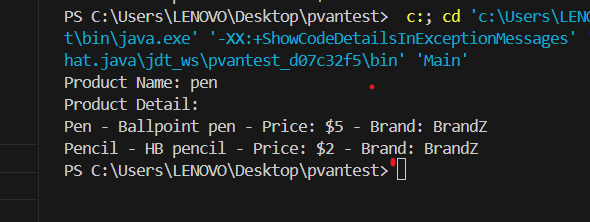 PS C:\Users\LENOVO\Desktop\pvantest>  c:; cd 'c:\Users\LENO
t\bin\java.exe' '-XX:+ShowCodeDetailsInExceptionMessages'
hat.java\jdt_ws\pvantest_d07c32f5\bin' 'Main'
Product Name: pen
Product Detail:
Pen - Ballpoint pen - Price: $5 - Brand: BrandZ
Pencil - HB pencil - Price: $2 - Brand: BrandZ
PS C:\Users\LENOVO\Desktop\pvantest>